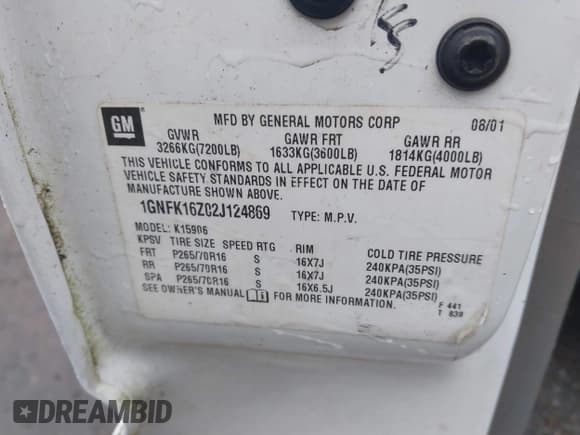 GM
MFD BY GENERAL MOTORS CORP
08/01
GVWR GAWR FRT GAWR RR
3266KG(7200LB) 1633KG(3600LB) 1814KG(4000LB)
THIS VEHICLE CONFORMS TO ALL APPLICABLE U.S. FEDERAL MOTOR
VEHICLE SAFETY STANDARDS IN EFFECT ON THE DATE OF
MANUFACTURE SHOWN ABOVE.
1GNFK16Z02J124869 TYPE: M.P.V.
MODEL: K15906
KPSV TIRE SIZE SPEED RTG RIM COLD TIRE PRESSURE
FRT P265/70R16 S 16X7J 240KPA(35PSI)
RR P265/70R16 S 16X7J 240KPA(35PSI)
SPA P265/70R16 S 16X6.5J 240KPA(35PSI)
SEE OWNER'S MANUAL FOR MORE INFORMATION.
F 441
T 839
DREAMBID